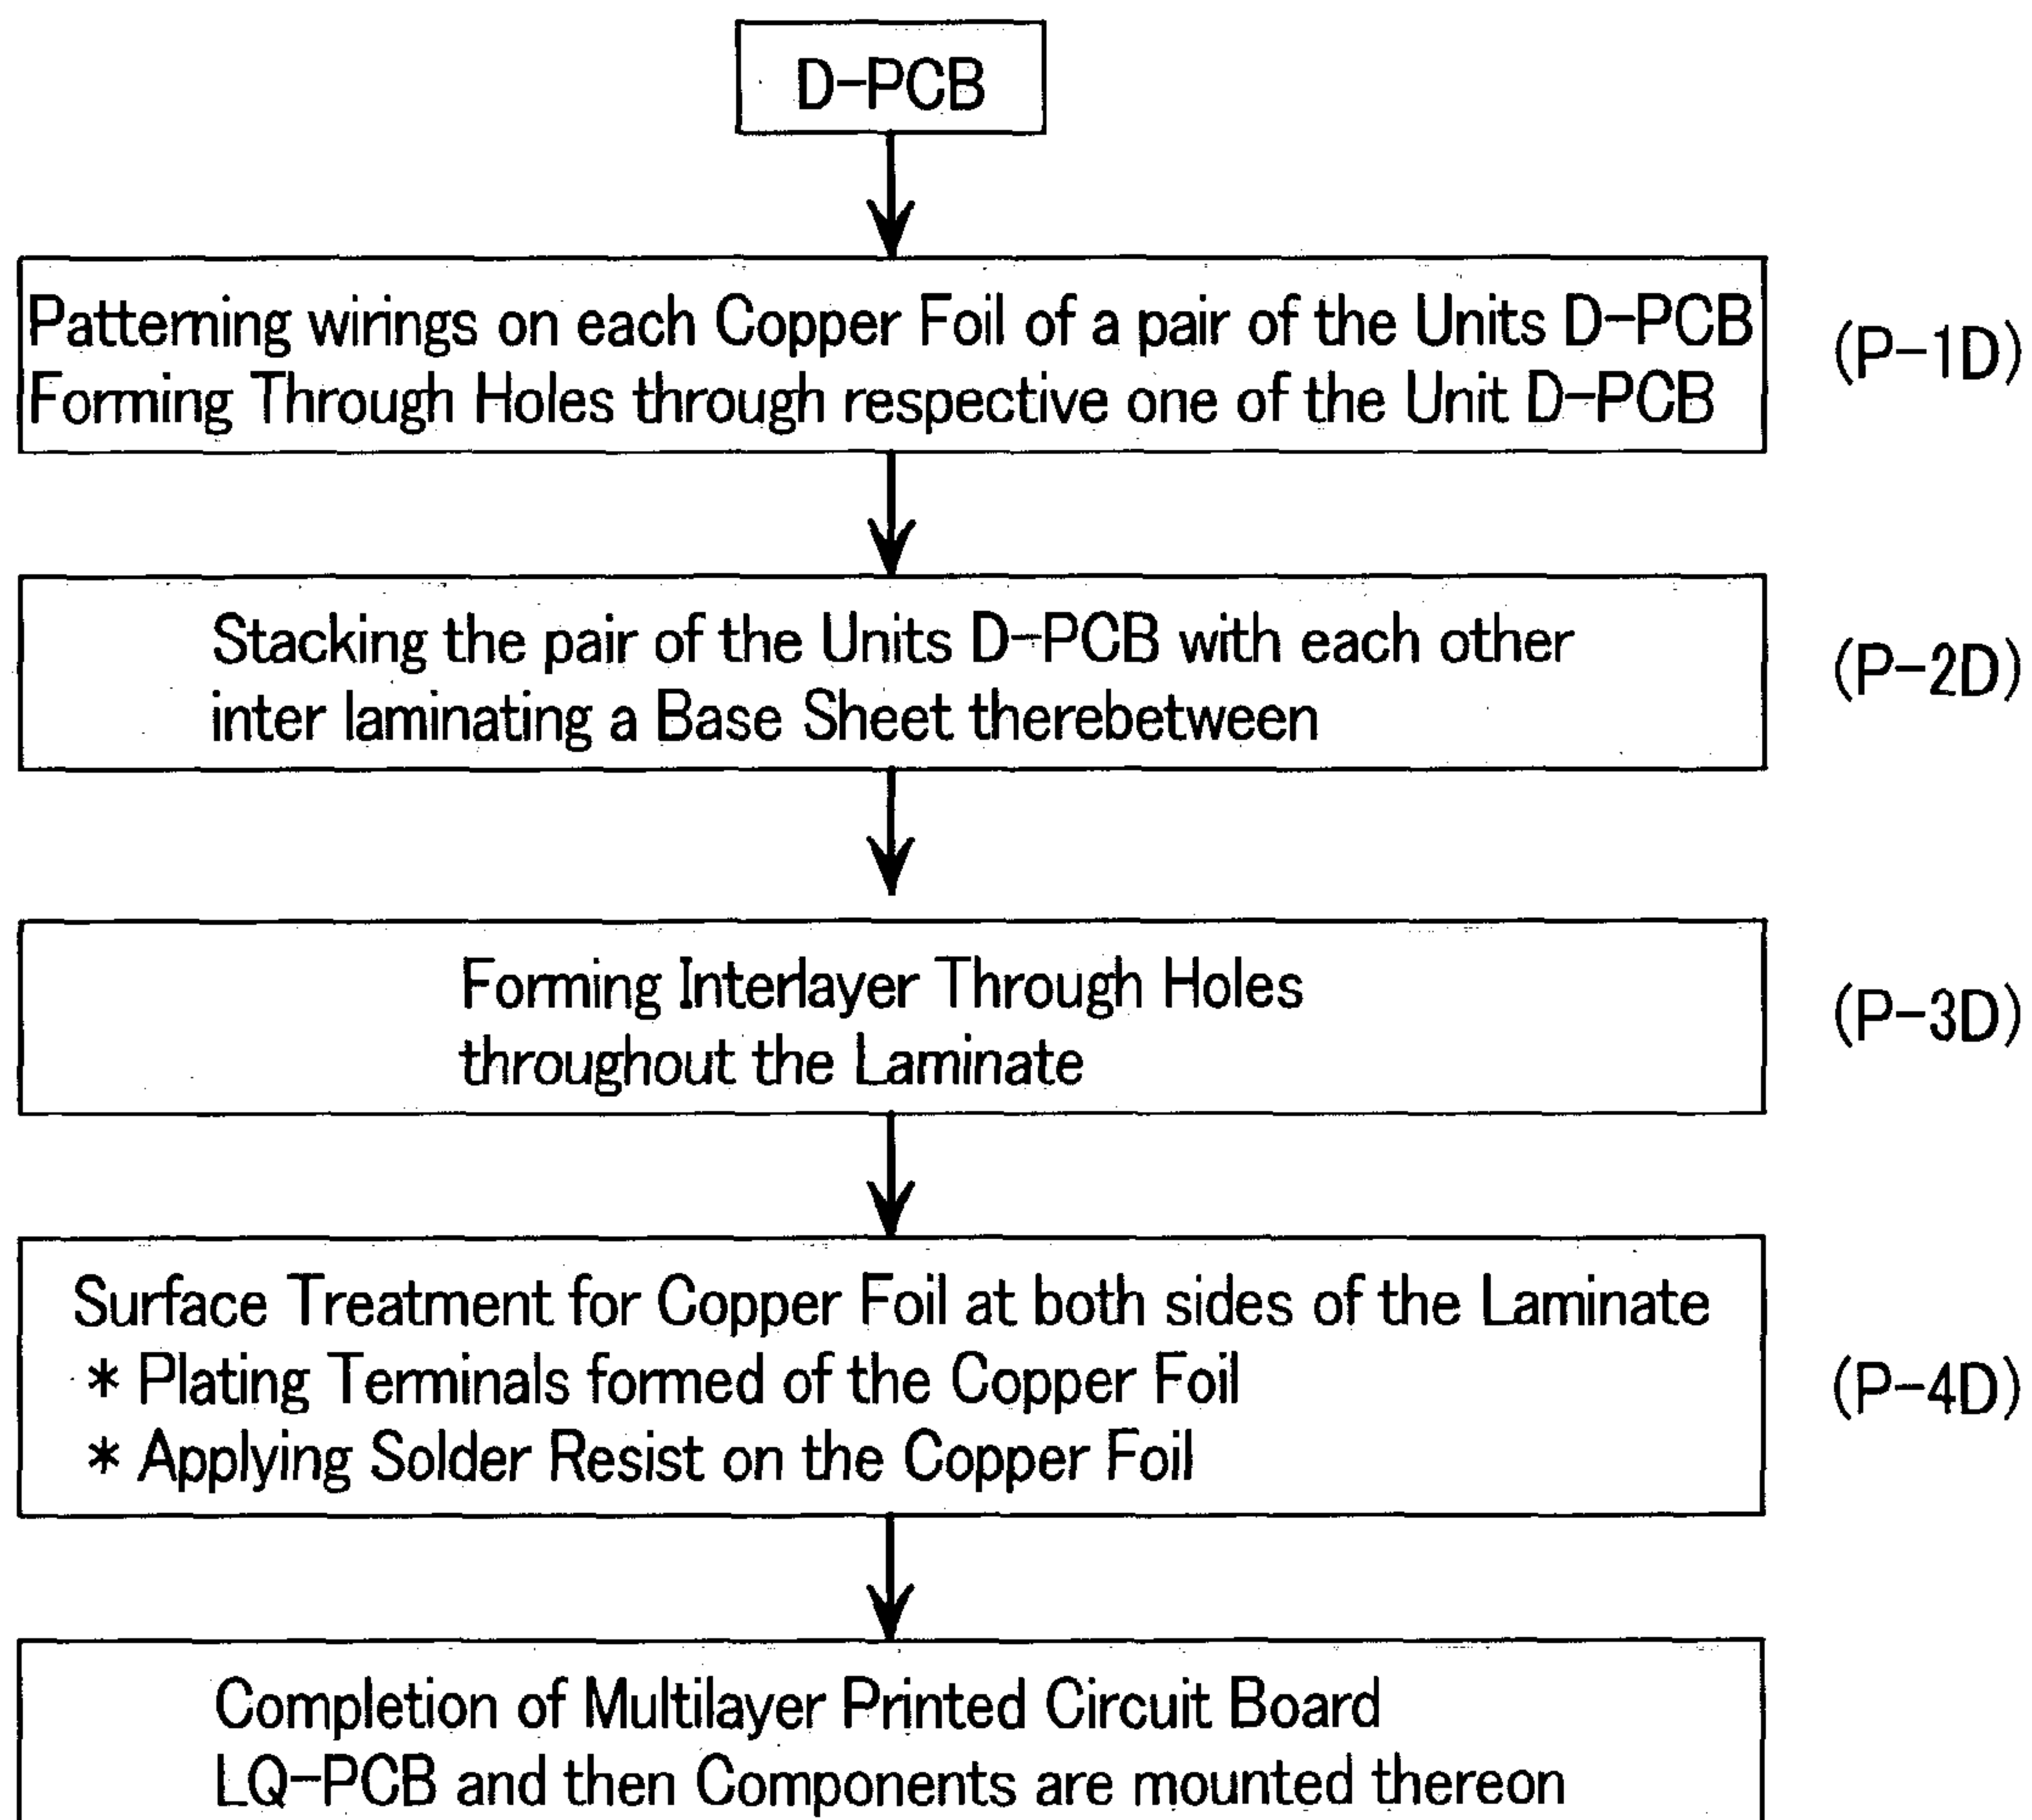 D-PCB
Patterning wirings on each Copper Foil of a pair of the Units D-PCB
(P-1D)
Forming Through Holes through respective one of the Unit D-PCB
Stacking the pair of the Units D-PCB with each other
(P-2D)
inter laminating a Base Sheet therebetween
Forming Interlayer Through Holes
(P-3D)
throughout the Laminate
Surface Treatment for Copper Foil at both sides of the Laminate
* Plating Terminals formed of the Copper Foil
(P-4D)
* Applying Solder Resist on the Copper Foil
Completion of Multilayer Printed Circuit Board
LQ-PCB and then Components are mounted thereon